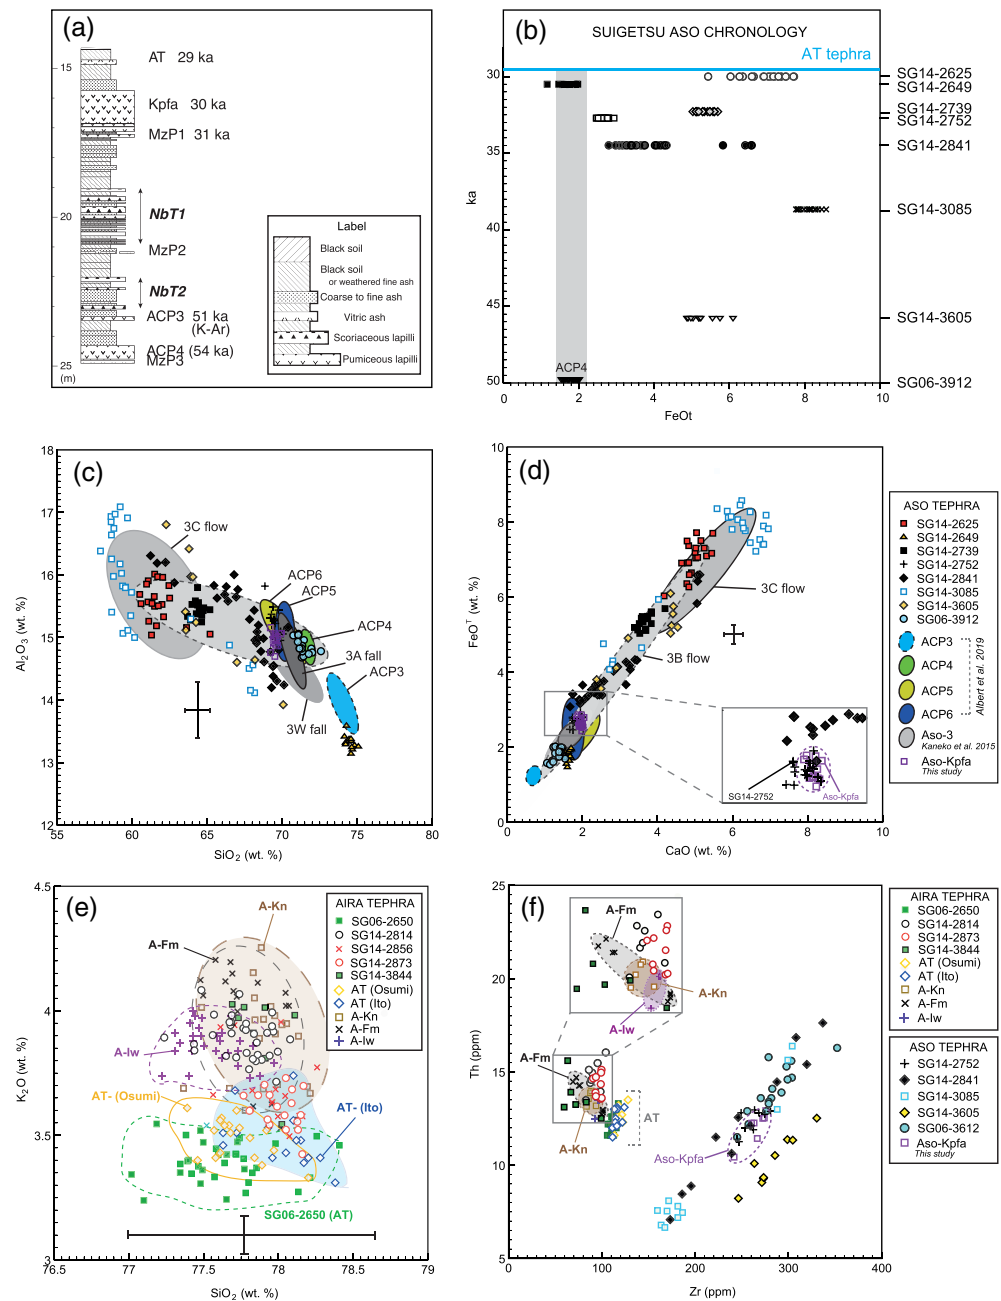 (a)
AT 29 ka
15
Kpfa 30 ka
MzP1 31 ka
NbT1
20
MzP2
NbT2
ACP3 51 ka
(K-Ar)
ACP4 (54 ka)
MzP3
25
(m)
Label
Black soil
Black soil
or weathered fine ash
Coarse to fine ash
Vitric ash
Scoriaceous lapilli
Pumiceous lapilli
(b)
SUIGETSU ASO CHRONOLOGY
AT tephra
30
35
40
45
50
ka
ACP4
0
2
4
6
8
10
FeOt
SG14-2625
SG14-2649
SG14-2739
SG14-2752
SG14-2841
SG14-3085
SG14-3605
SG06-3912
(c)
18
17
16
15
14
13
12
Al2O3 (wt. %)
3C flow
ACP6
ACP5
ACP4
3A fall
ACP3
3W fall
55
60
65
70
75
80
SiO2 (wt. %)
(d)
10
8
6
4
2
0
FeOT (wt. %)
3C flow
3B flow
SG14-2752
Aso-Kpfa
0
2
4
6
8
10
CaO (wt. %)
ASO TEPHRA
SG14-2625
SG14-2649
SG14-2739
SG14-2752
SG14-2841
SG14-3085
SG14-3605
SG06-3912
ACP3
ACP4
ACP5
ACP6
Albert et al. 2019
Aso-3
Kaneko et al. 2015
Aso-Kpfa
This study
(e)
4.5
4
3.5
3
K2O (wt. %)
A-Kn
A-Fm
A-Iw
AT- (Osumi)
AT- (Ito)
SG06-2650 (AT)
76.5
77
77.5
78
78.5
79
SiO2 (wt. %)
AIRA TEPHRA
SG06-2650
SG14-2814
SG14-2856
SG14-2873
SG14-3844
AT (Osumi)
AT (Ito)
A-Kn
A-Fm
A-Iw
(f)
25
20
15
10
5
Th (ppm)
A-Fm
A-Kn
A-Iw
A-Fm
A-Kn
AT
Aso-Kpfa
0
100
200
300
400
Zr (ppm)
AIRA TEPHRA
SG06-2650
SG14-2814
SG14-2873
SG14-3844
AT (Osumi)
AT (Ito)
A-Kn
A-Fm
A-Iw
ASO TEPHRA
SG14-2752
SG14-2841
SG14-3085
SG14-3605
SG06-3612
Aso-Kpfa
This study